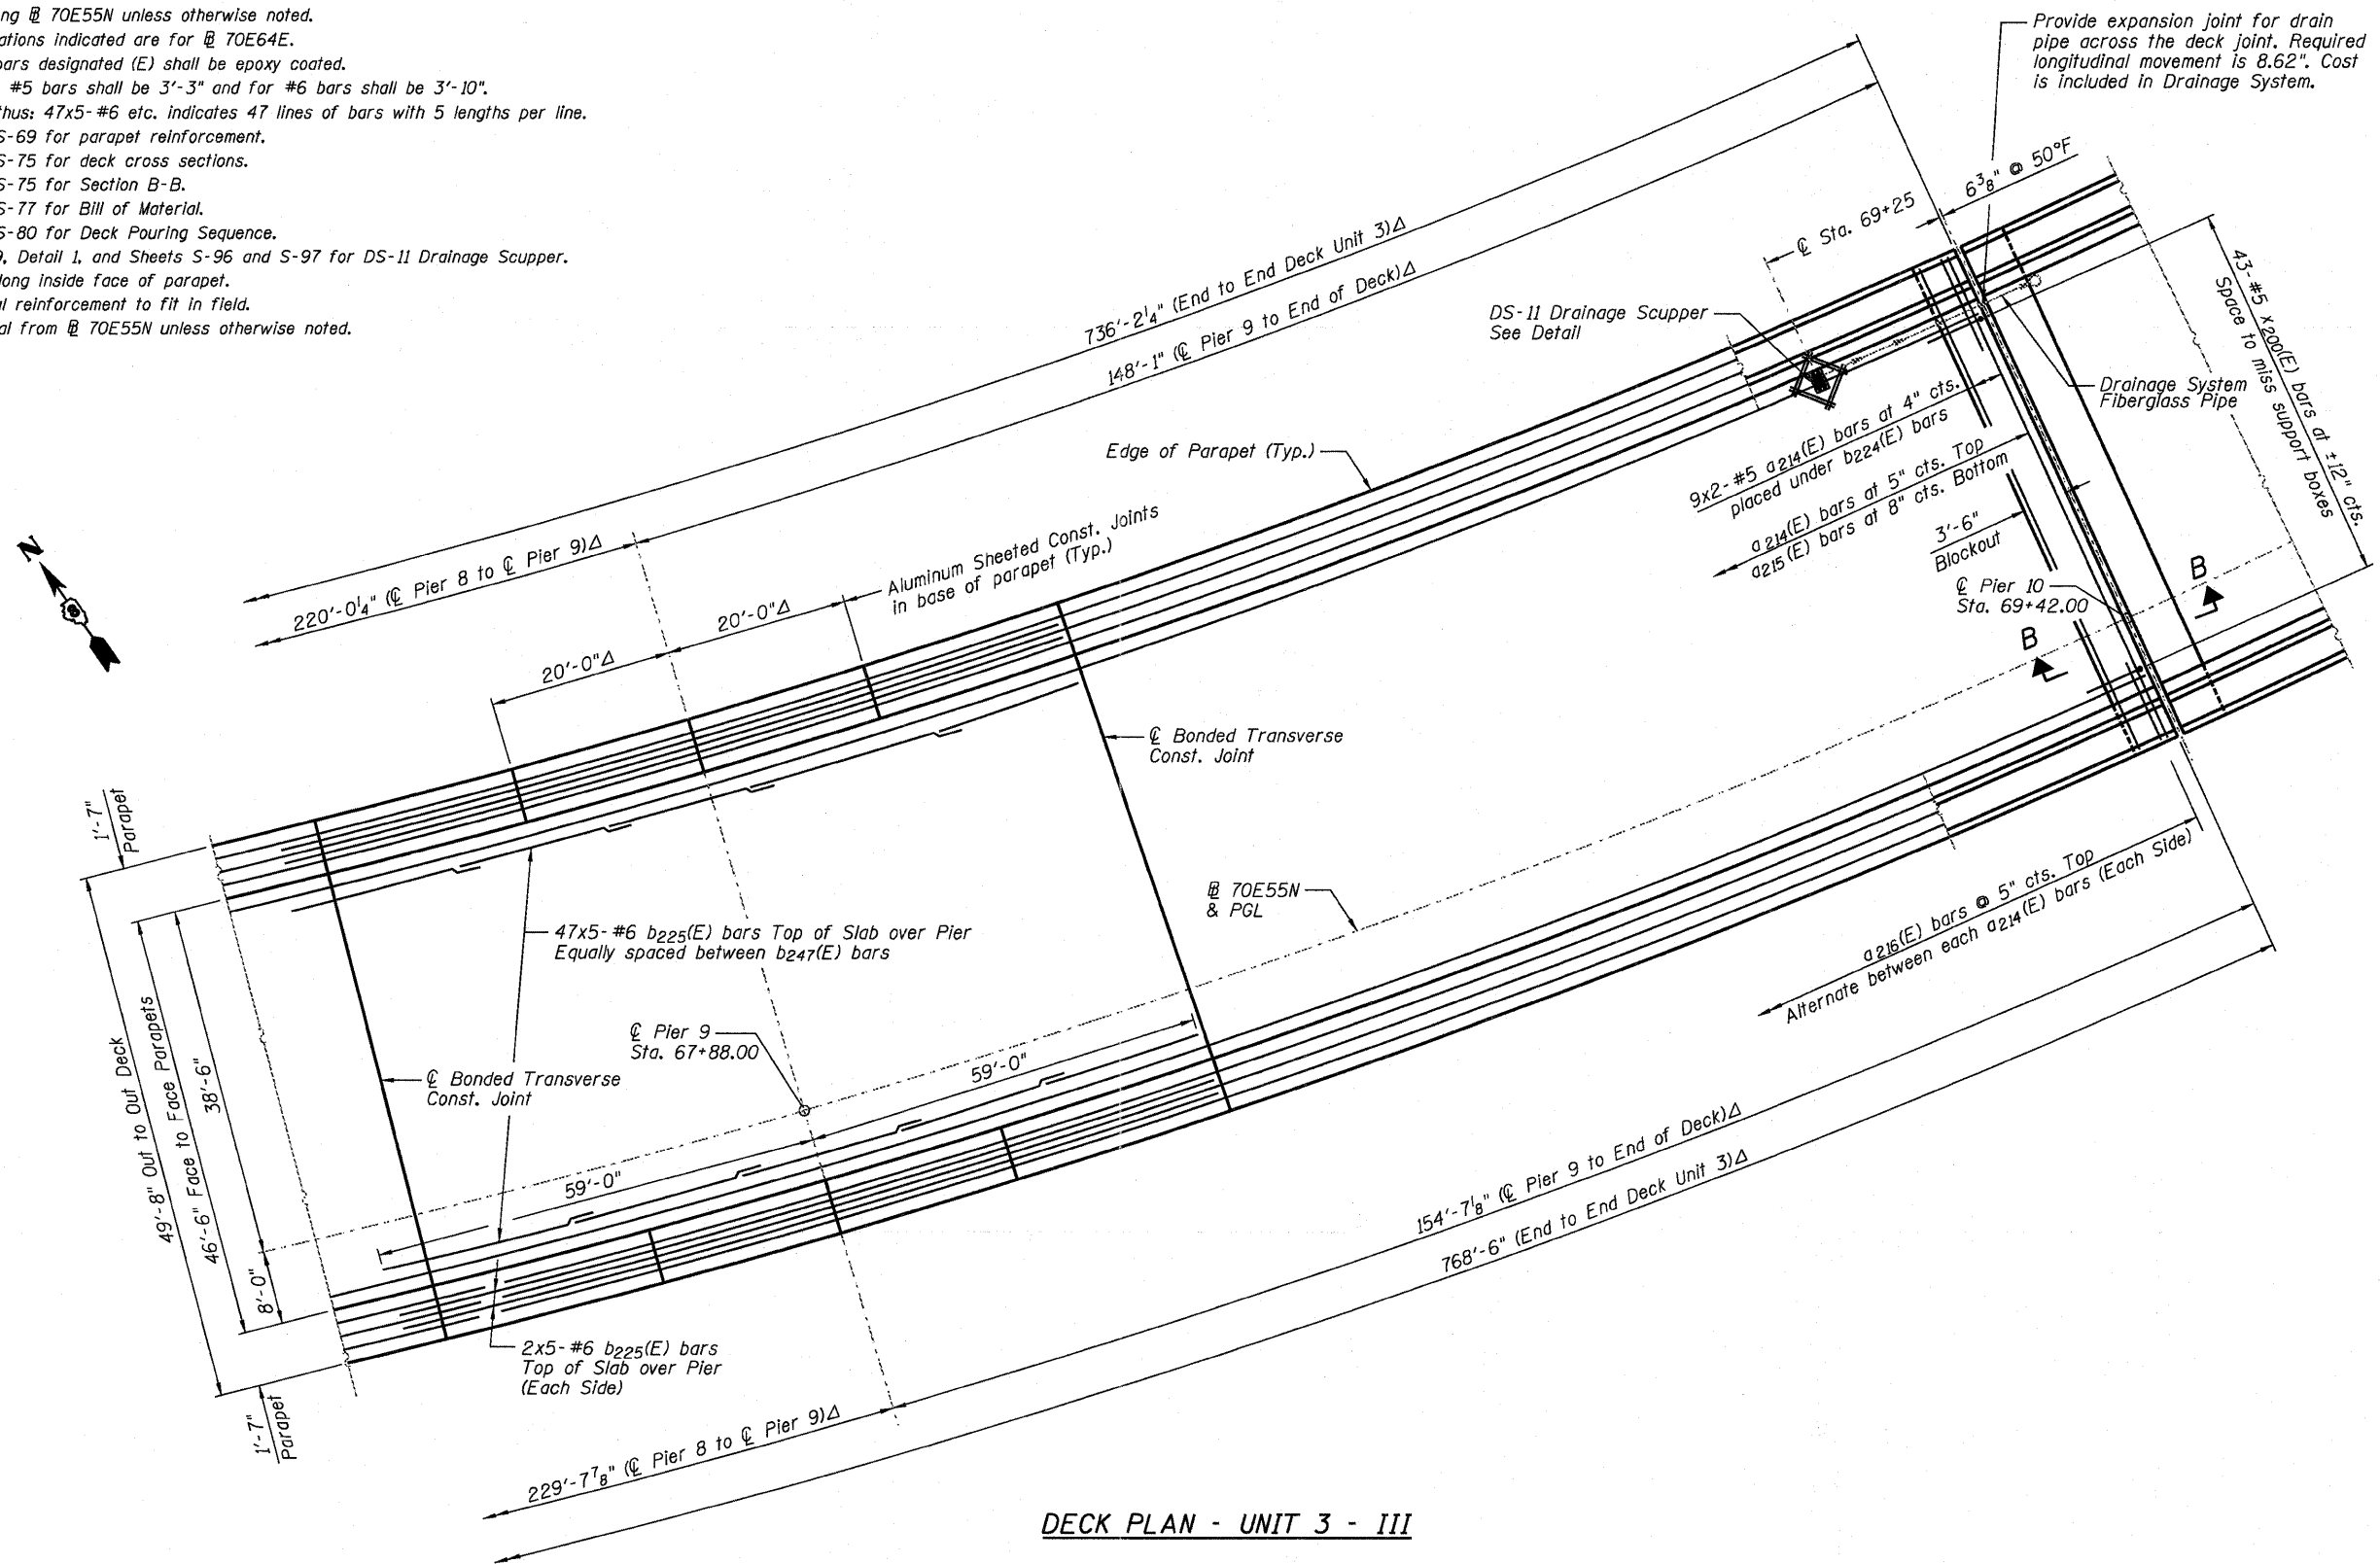 ng ℄ 70E55N unless otherwise noted.
ations indicated are for ℄ 70E64E.
bars designated (E) shall be epoxy coated.
#5 bars shall be 3'-3" and for #6 bars shall be 3'-10".
thus: 47x5-#6 etc. indicates 47 lines of bars with 5 lengths per line.
S-69 for parapet reinforcement.
S-75 for deck cross sections.
S-75 for Section B-B.
S-77 for Bill of Material.
S-80 for Deck Pouring Sequence.
9, Detail 1, and Sheets S-96 and S-97 for DS-11 Drainage Scupper.
long inside face of parapet.
al reinforcement to fit in field.
al from ℄ 70E55N unless otherwise noted.
Provide expansion joint for drain
pipe across the deck joint. Required
longitudinal movement is 8.62". Cost
is included in Drainage System.
736'-2¼" (End to End Deck Unit 3)Δ
148'-1" (℄ Pier 9 to End of Deck)Δ
220'-0¼" (℄ Pier 8 to ℄ Pier 9)Δ
20'-0"Δ
20'-0"Δ
Aluminum Sheeted Const. Joints
in base of parapet (Typ.)
Edge of Parapet (Typ.)
DS-11 Drainage Scupper
See Detail
℄ Sta. 69+25
6⅜" @ 50°F
43-#5 x200(E) bars at ±12" cts.
Space to miss support boxes
Drainage System
Fiberglass Pipe
9x2-#5 a214(E) bars at 4" cts.
placed under b224(E) bars
a214(E) bars at 5" cts. Top
a215(E) bars at 8" cts. Bottom
3'-6"
Blockout
℄ Pier 10
Sta. 69+42.00
B
B
N
℄ Bonded Transverse
Const. Joint
1'-7"
Parapet
47x5-#6 b225(E) bars Top of Slab over Pier
Equally spaced between b247(E) bars
℄ 70E55N
& PGL
a216(E) bars @ 5" cts. Top
Alternate between each a214(E) bars (Each Side)
℄ Pier 9
Sta. 67+88.00
59'-0"
59'-0"
℄ Bonded Transverse
Const. Joint
49'-8" Out to Out Deck
46'-6" Face to Face Parapets
38'-6"
8'-0"
1'-7"
Parapet
2x5-#6 b225(E) bars
Top of Slab over Pier
(Each Side)
154'-7⅛" (℄ Pier 9 to End of Deck)Δ
768'-6" (End to End Deck Unit 3)Δ
229'-7⅞" (℄ Pier 8 to ℄ Pier 9)Δ
DECK PLAN - UNIT 3 - III